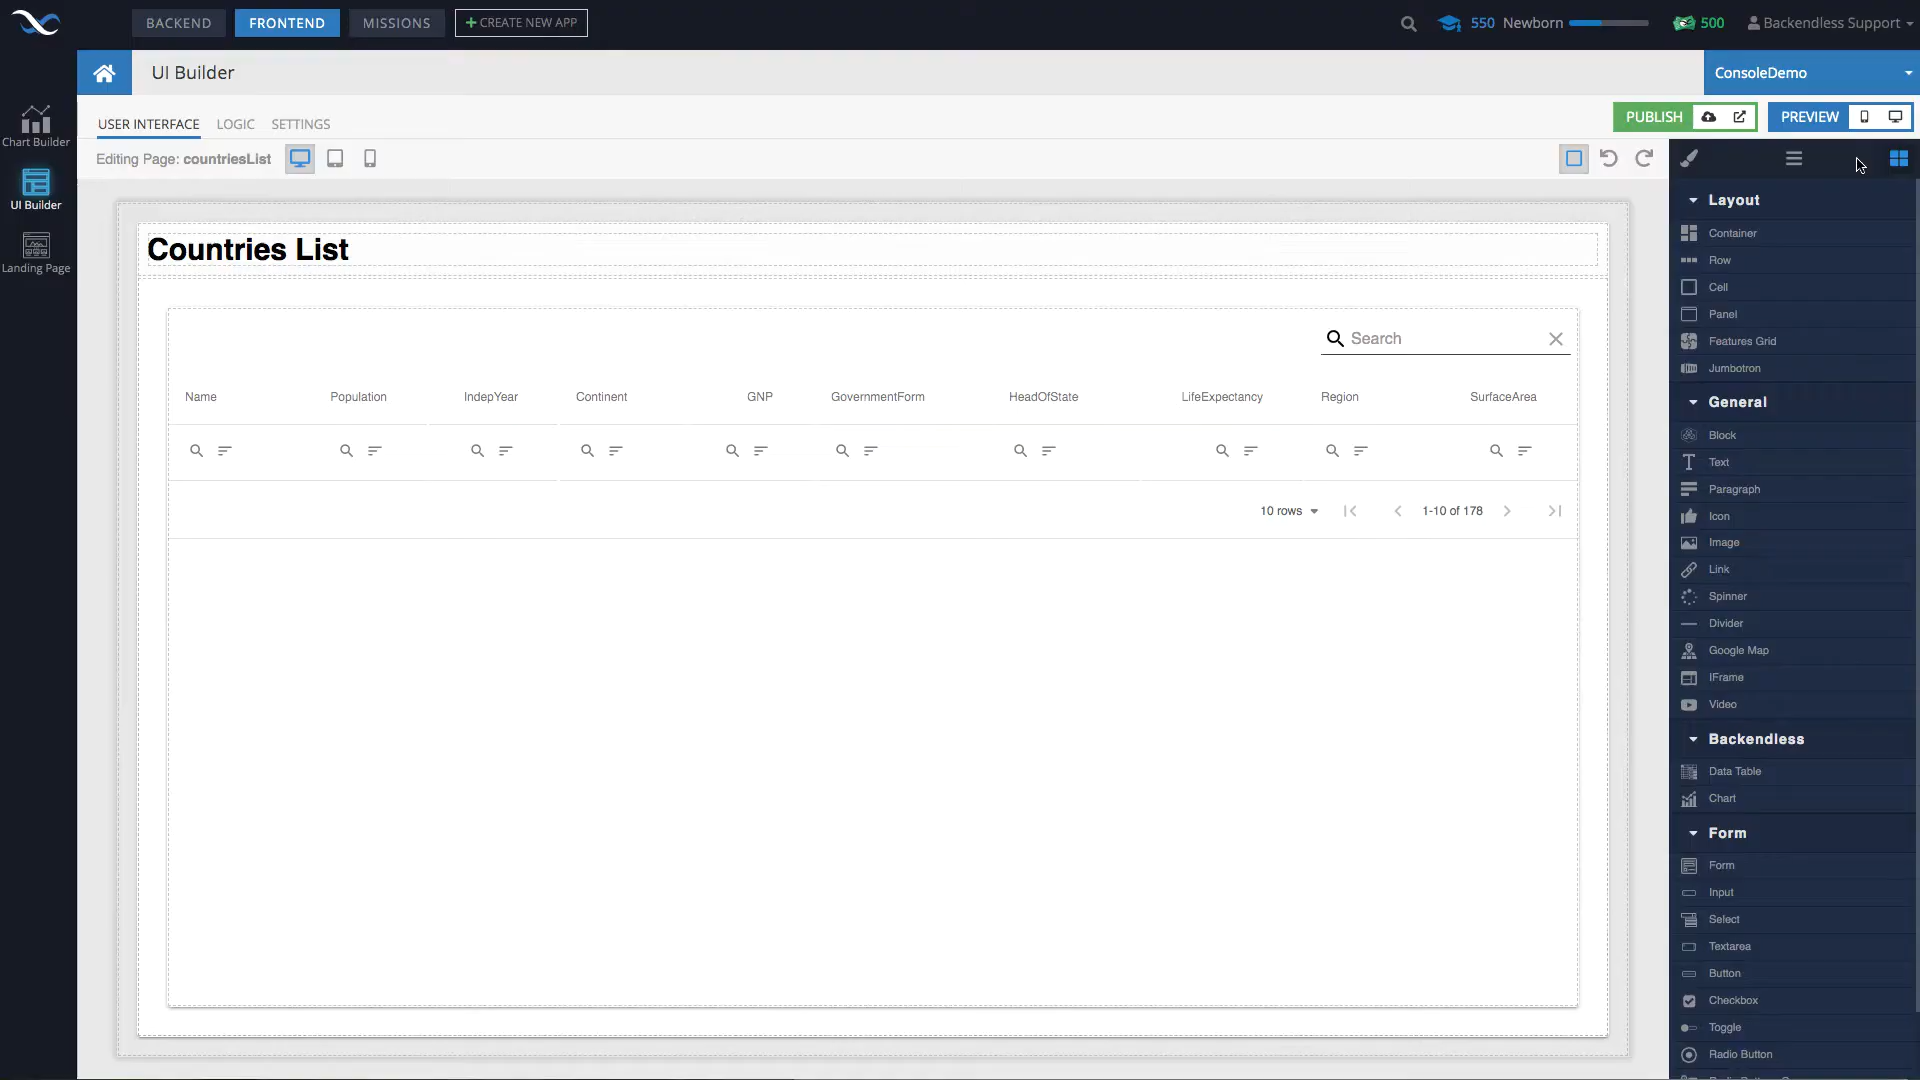 BACKEND FRONTEND MISSIONS + CREATE NEW APP 550 Newborn 500 Backendless Support
UI Builder ConsoleDemo
USER INTERFACE LOGIC SETTINGS PUBLISH PREVIEW
Editing Page: countriesList
Chart Builder
UI Builder
Landing Page
Countries List
Search
Name Population IndepYear Continent GNP GovernmentForm HeadOfState LifeExpectancy Region SurfaceArea
10 rows 1-10 of 178
Layout
Container
Row
Cell
Panel
Features Grid
Jumbotron
General
Block
Text
Paragraph
Icon
Image
Link
Spinner
Divider
Google Map
IFrame
Video
Backendless
Data Table
Chart
Form
Form
Input
Select
Textarea
Button
Checkbox
Toggle
Radio Button